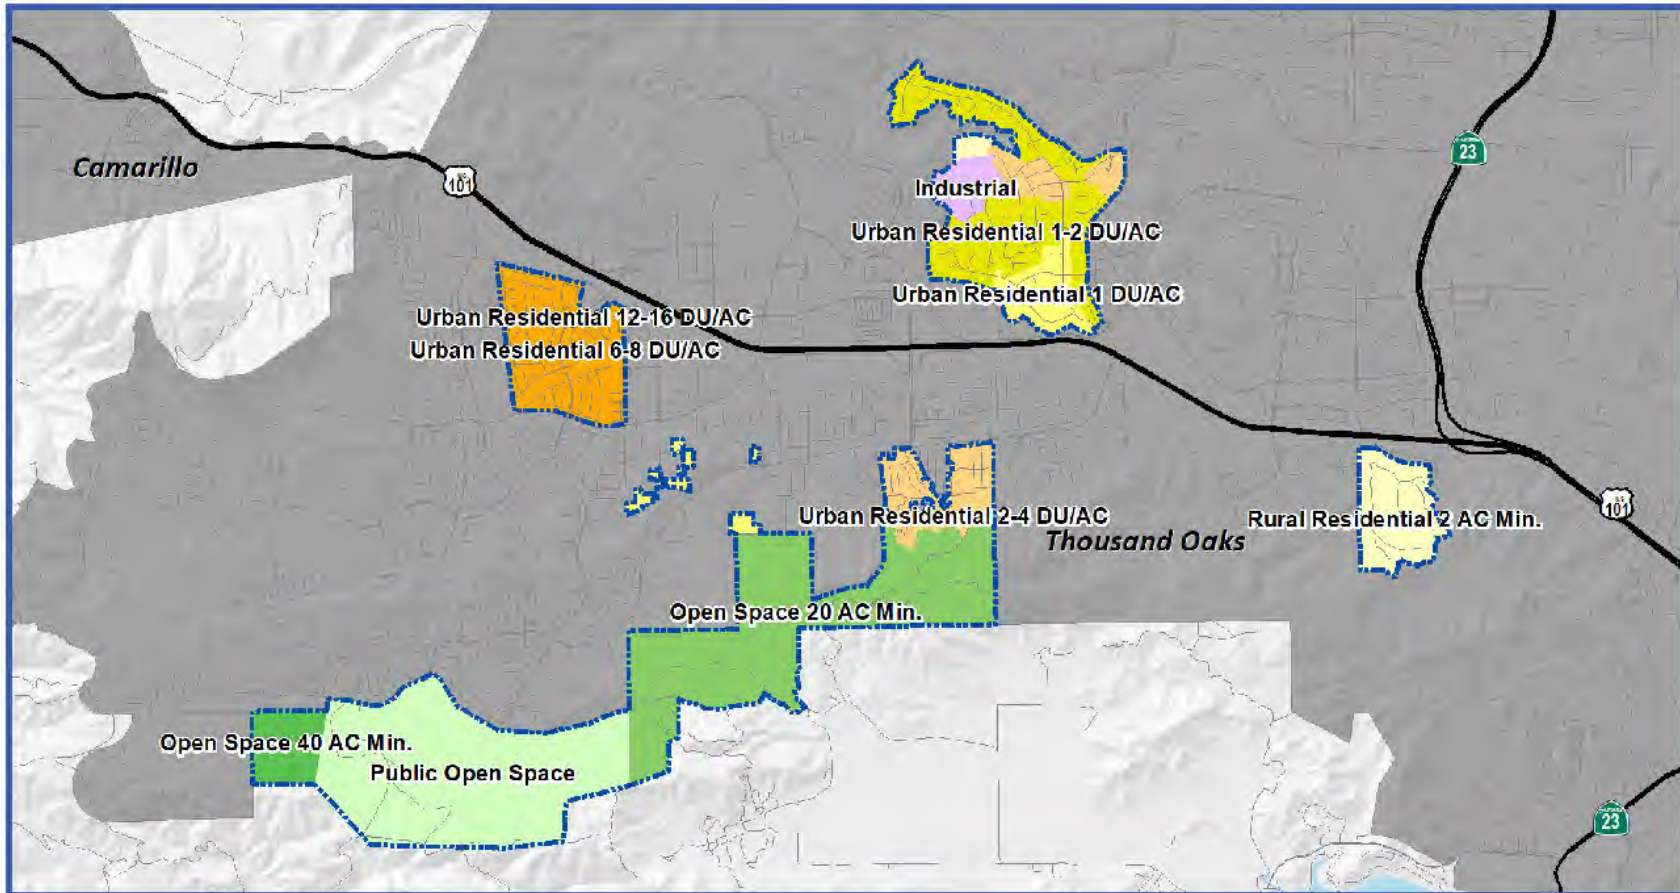 23
Camarillo
US
101
Industrial
Urban Residential 1-2 DU/AC
Urban Residential 1 DU/AC
Urban Residential 12-16 DU/AC
Urban Residential 6-8 DU/AC
Urban Residential 2-4 DU/AC
Rural Residential 2 AC Min.
US
101
Thousand Oaks
Open Space 20 AC Min.
Open Space 40 AC Min.
Public Open Space
23